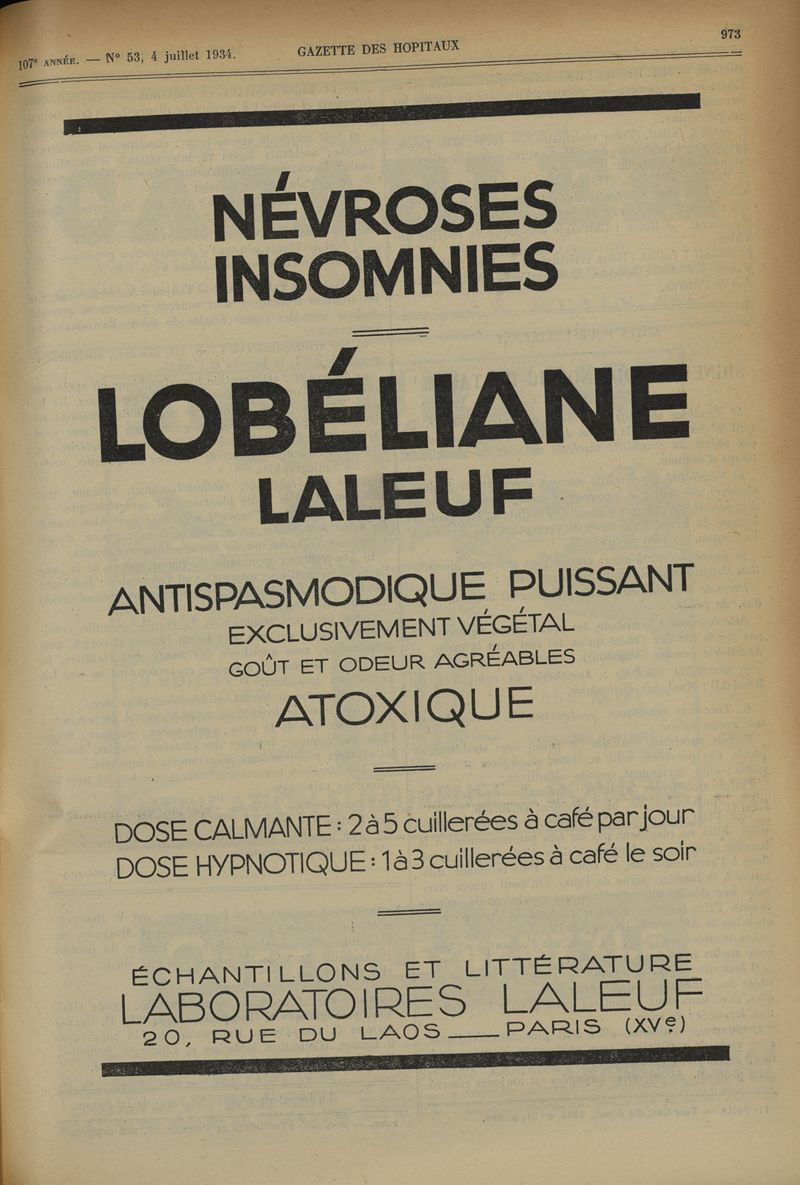 107e ANNÉE. — No 53, 4 juillet 1934. GAZETTE DES HOPITAUX 973
NÉVROSES
INSOMNIES
LOBÉLIANE
LALEUF
ANTISPASMODIQUE PUISSANT
EXCLUSIVEMENT VÉGÉTAL
GOÛT ET ODEUR AGRÉABLES
ATOXIQUE
DOSE CALMANTE : 2 à 5 cuillerées à café par jour
DOSE HYPNOTIQUE : 1 à 3 cuillerées à café le soir
ÉCHANTILLONS ET LITTÉRATURE
LABORATOIRES LALEUF
20, RUE DU LAOS — PARIS (XVe)